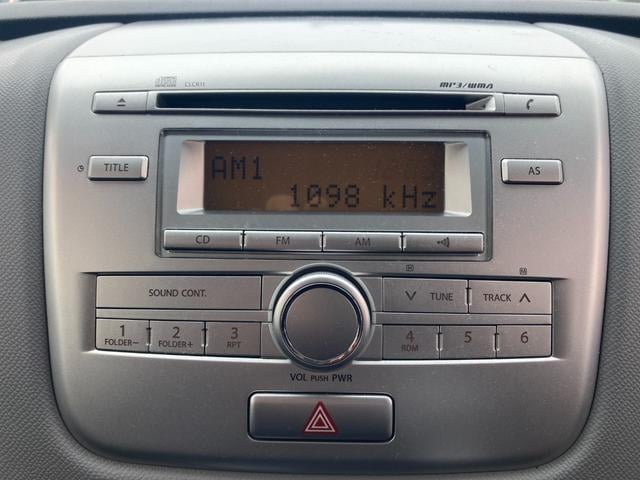 CLCR11
MP3/WMA
TITLE
AM1
1098 kHz
AS
CD
FM
AM
H
M
SOUND CONT.
TUNE
TRACK
1
FOLDER−
2
FOLDER+
3
RPT
4
RDM
5
6
VOL PUSH PWR